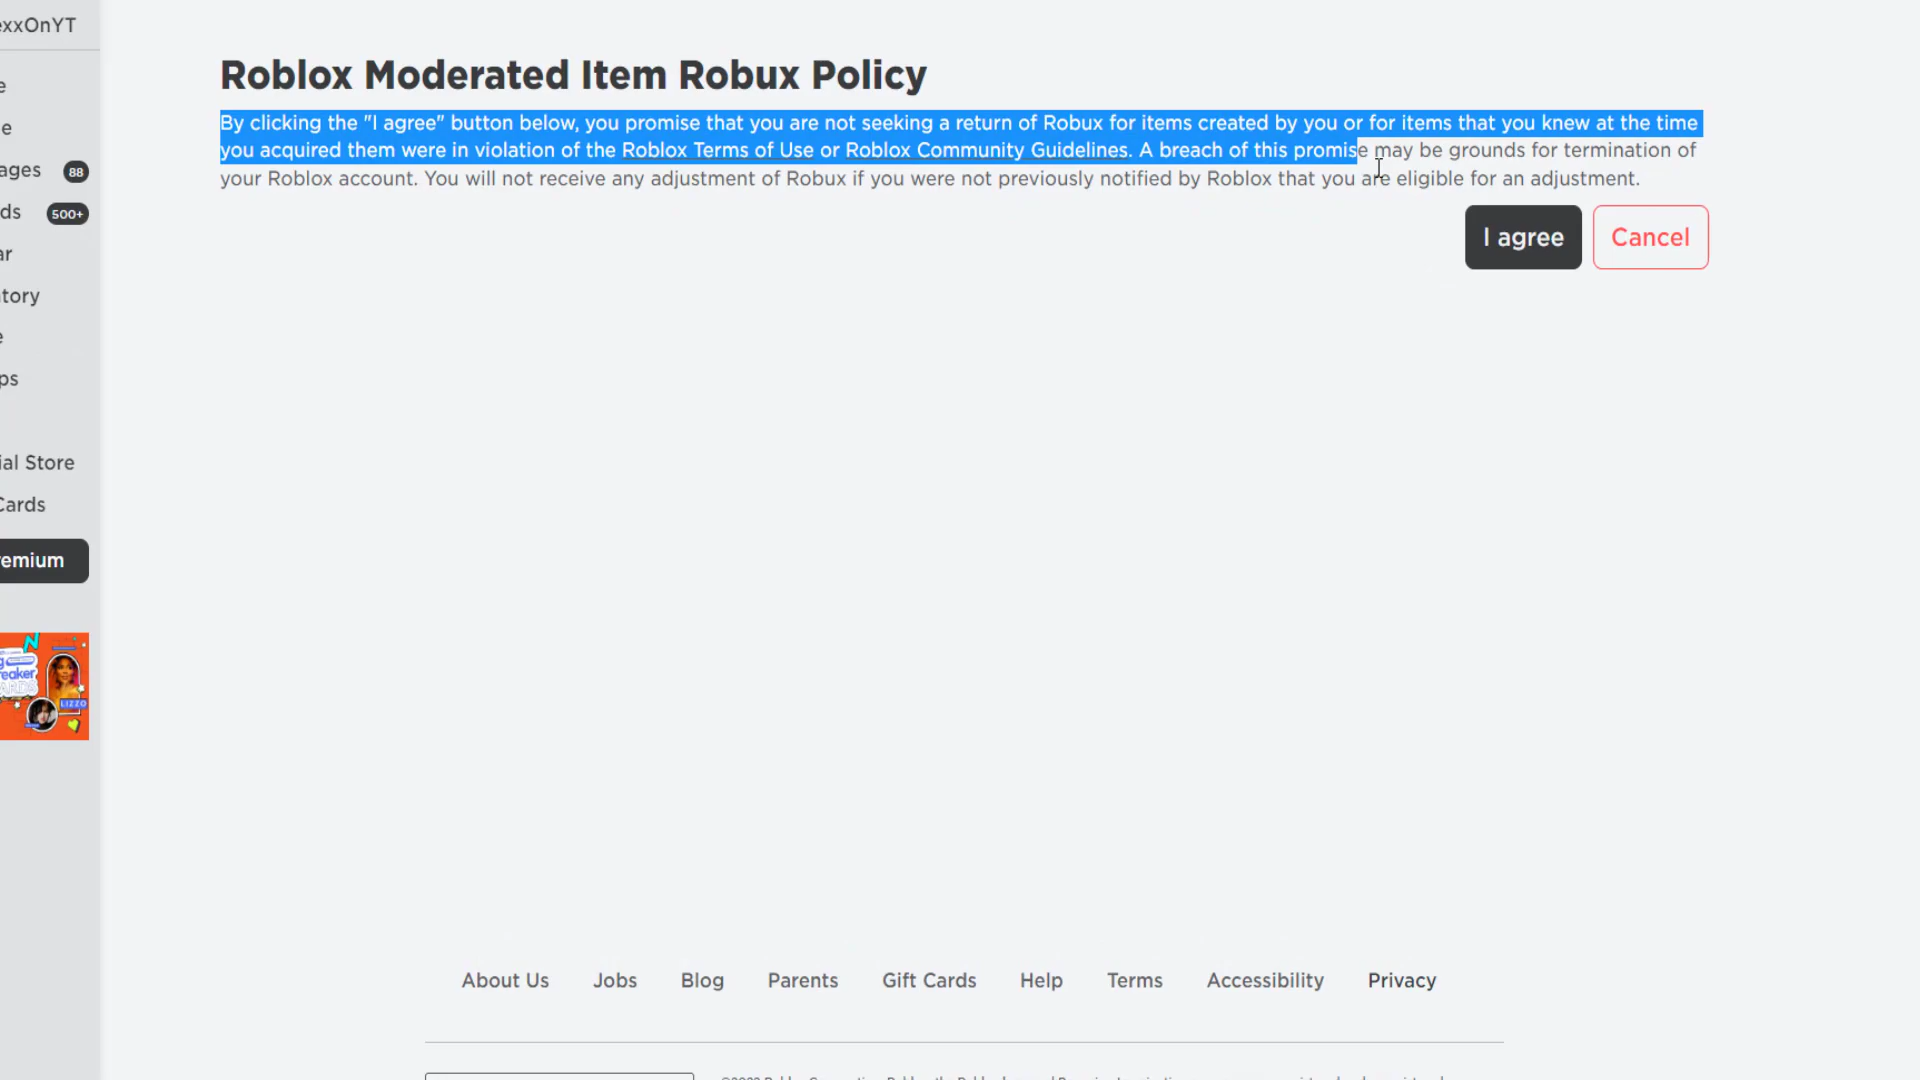 exxOnYT
Roblox Moderated Item Robux Policy
By clicking the "I agree" button below, you promise that you are not seeking a return of Robux for items created by you or for items that you knew at the time
you acquired them were in violation of the Roblox Terms of Use or Roblox Community Guidelines. A breach of this promise may be grounds for termination of
your Roblox account. You will not receive any adjustment of Robux if you were not previously notified by Roblox that you are eligible for an adjustment.
I agree
Cancel
e
e
ages 88
ds 500+
ar
tory
e
ps
ial Store
Cards
remium
g
reaker
ARDS
LIZZO
About Us
Jobs
Blog
Parents
Gift Cards
Help
Terms
Accessibility
Privacy